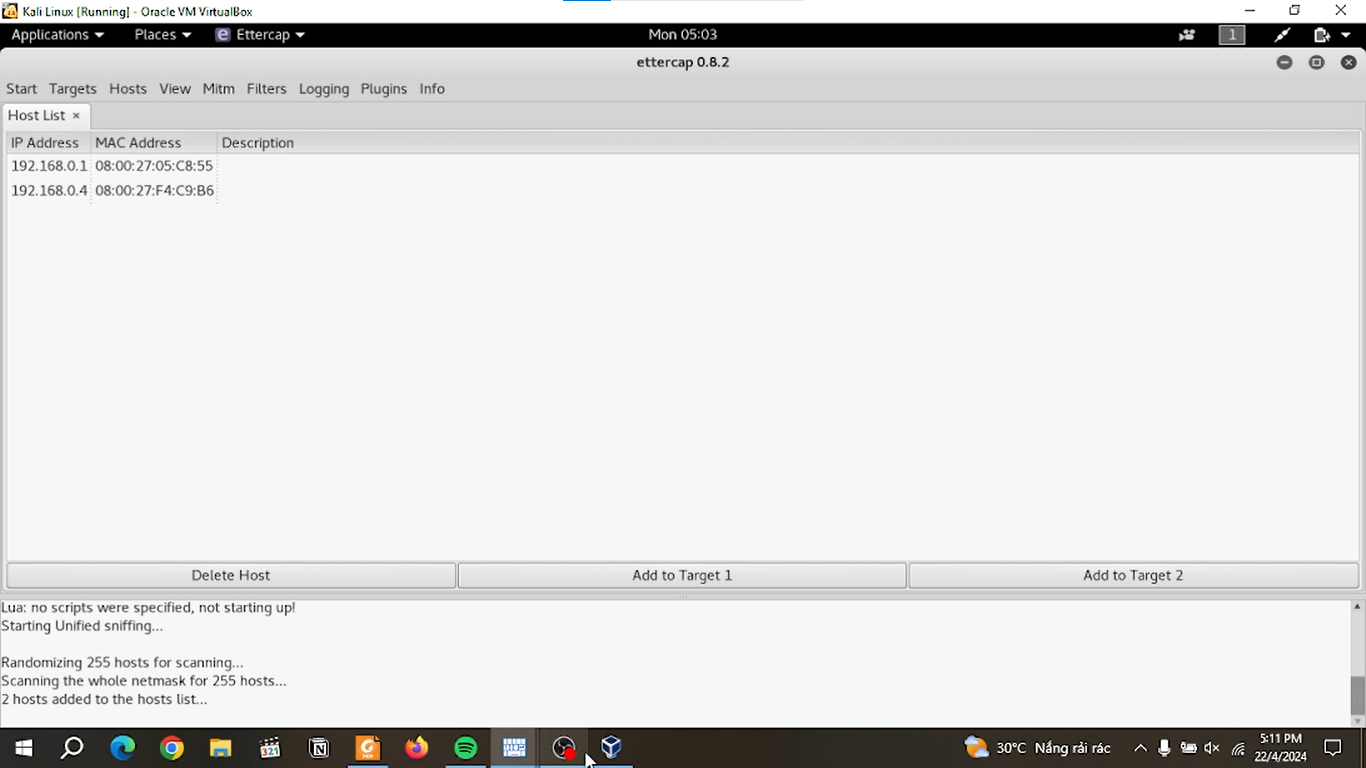 Kali Linux [Running] - Oracle VM VirtualBox
Applications Places Ettercap Mon 05:03 1
ettercap 0.8.2
Start Targets Hosts View Mitm Filters Logging Plugins Info
Host List ×
IP Address MAC Address Description
192.168.0.1 08:00:27:05:C8:55
192.168.0.4 08:00:27:F4:C9:B6
Delete Host Add to Target 1 Add to Target 2
Lua: no scripts were specified, not starting up!
Starting Unified sniffing...
Randomizing 255 hosts for scanning...
Scanning the whole netmask for 255 hosts...
2 hosts added to the hosts list...
30°C Nắng rải rác 5:11 PM
22/4/2024